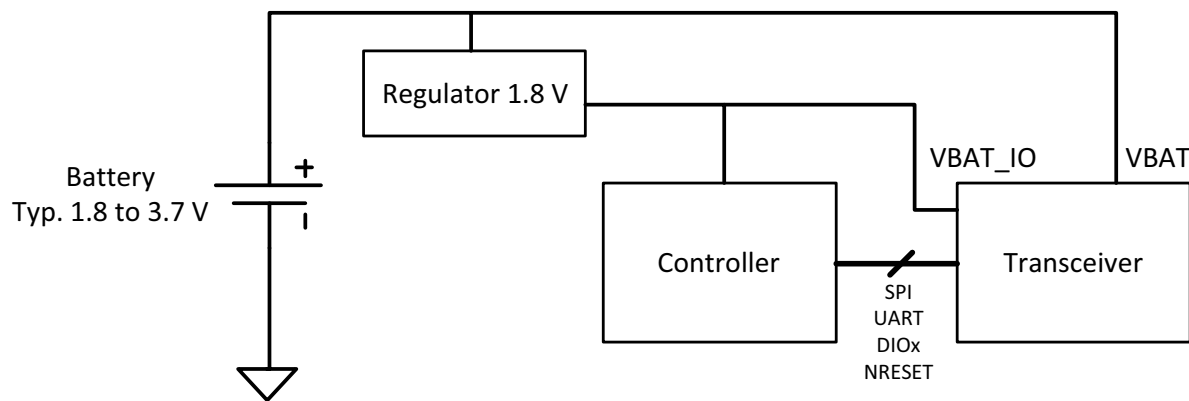 Regulator 1.8 V
VBAT_IO
VBAT
Battery
Typ. 1.8 to 3.7 V
+
-
Controller
Transceiver
SPI
UART
DIOx
NRESET